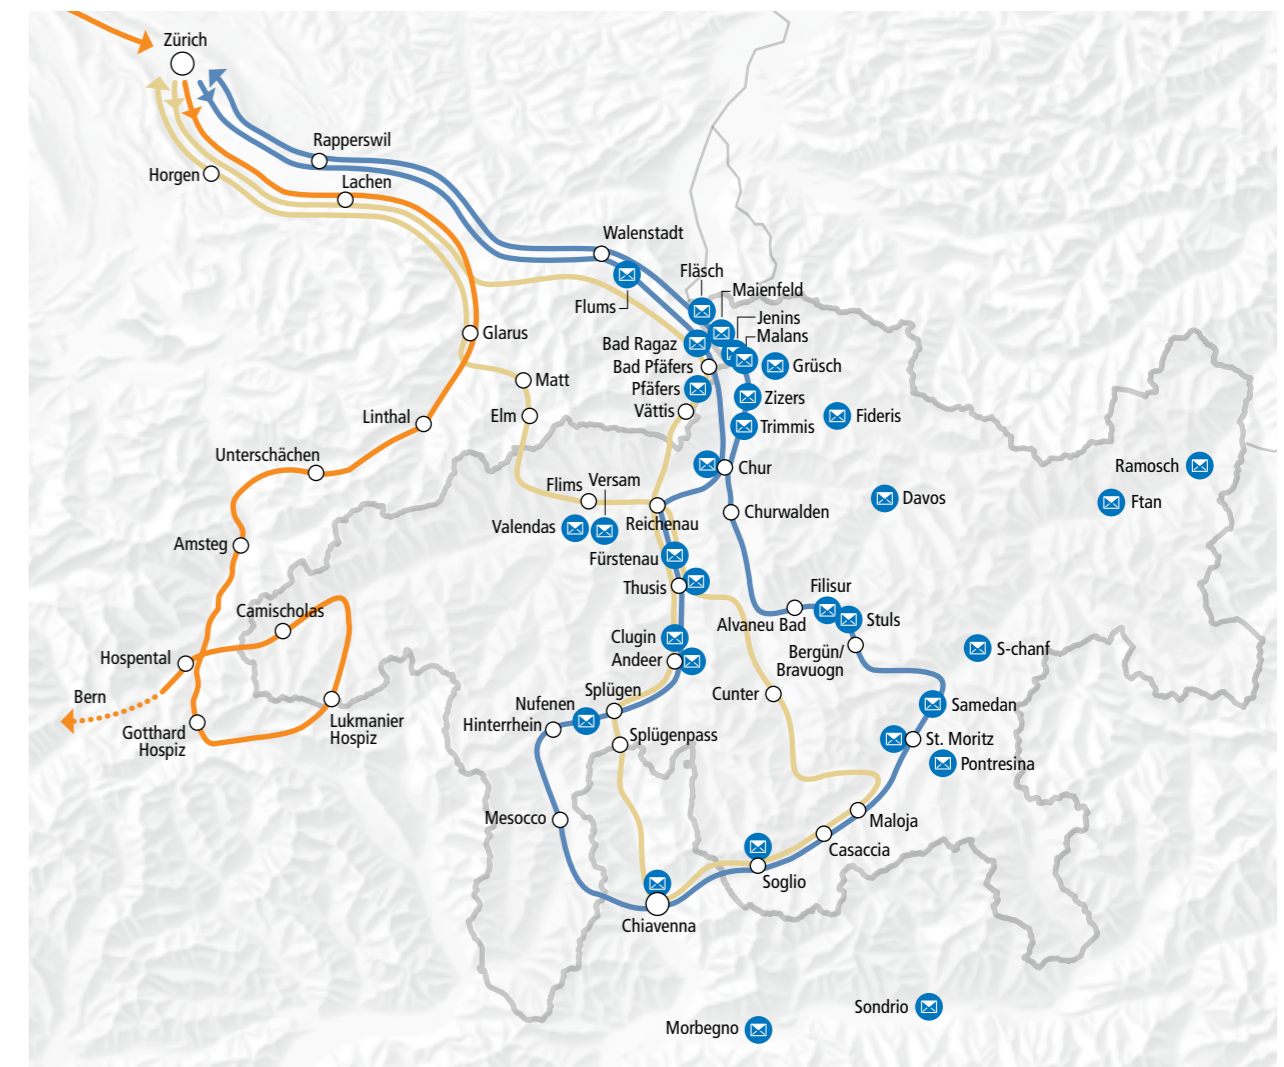 Zürich
Rapperswil
Horgen
Lachen
Walenstadt
Fläsch
Maienfeld
Flums
Jenins
Malans
Glarus
Bad Ragaz
Bad Pfäfers
Grüsch
Matt
Pfäfers
Zizers
Vättis
Elm
Linthal
Trimmis
Fideris
Unterschächen
Chur
Ramosch
Flims
Versam
Davos
Ftan
Valendas
Reichenau
Churwalden
Amsteg
Fürstenau
Thusis
Filisur
Camischolas
Alvaneu Bad
Stuls
Clugin
Bergün/
Bravuogn
S-chanf
Hospental
Andeer
Bern
Splügen
Cunter
Nufenen
Samedan
Hinterrhein
Lukmanier
Hospiz
Gotthard
Hospiz
Splügenpass
St. Moritz
Pontresina
Mesocco
Maloja
Casaccia
Soglio
Chiavenna
Sondrio
Morbegno